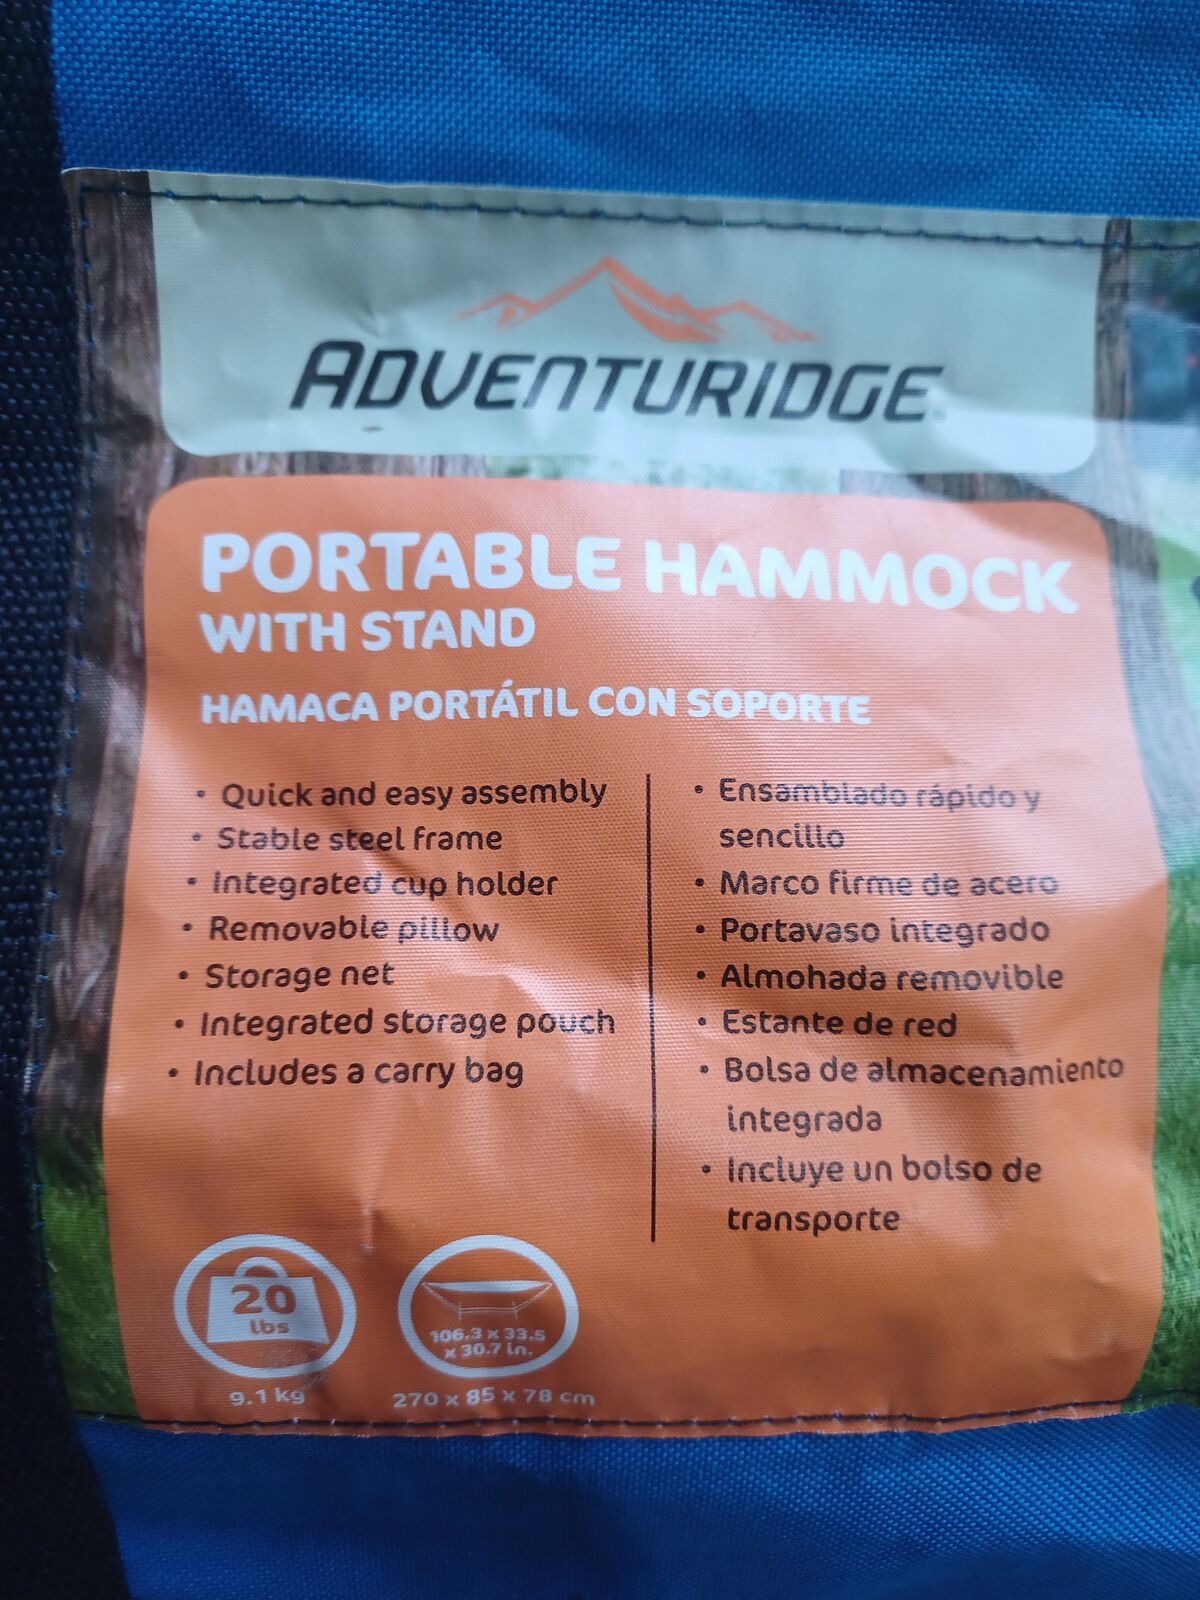 ADVENTURIDGE
PORTABLE HAMMOCK
WITH STAND
HAMACA PORTÁTIL CON SOPORTE
• Quick and easy assembly
• Stable steel frame
• Integrated cup holder
• Removable pillow
• Storage net
• Integrated storage pouch
• Includes a carry bag
• Ensamblado rápido y
sencillo
• Marco firme de acero
• Portavaso integrado
• Almohada removible
• Estante de red
• Bolsa de almacenamiento
integrada
• Incluye un bolso de
transporte
20
lbs
9.1 kg
106.3 x 33.5
x 30.7 in.
270 x 85 x 78 cm